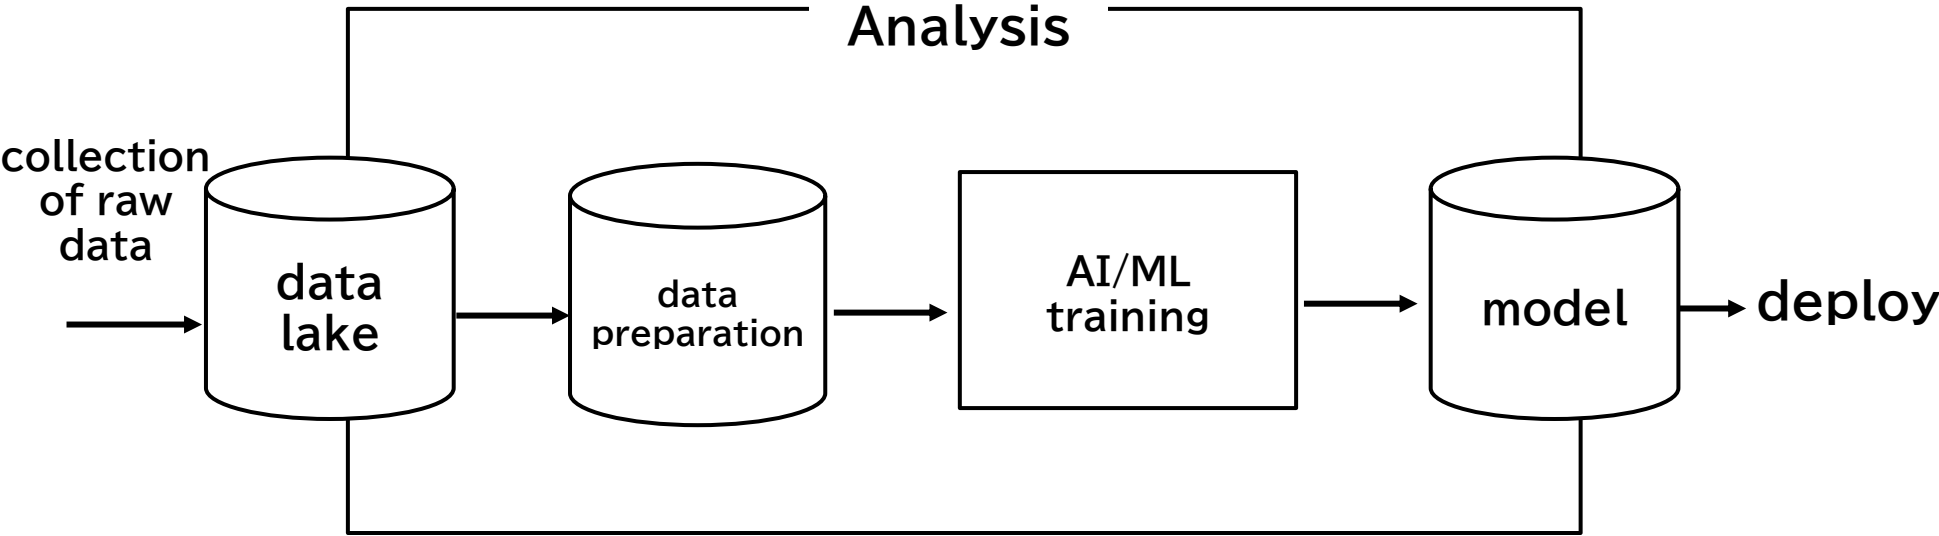 Analysis
collection
of raw
data
data
lake
data
preparation
AI/ML
training
model
deploy